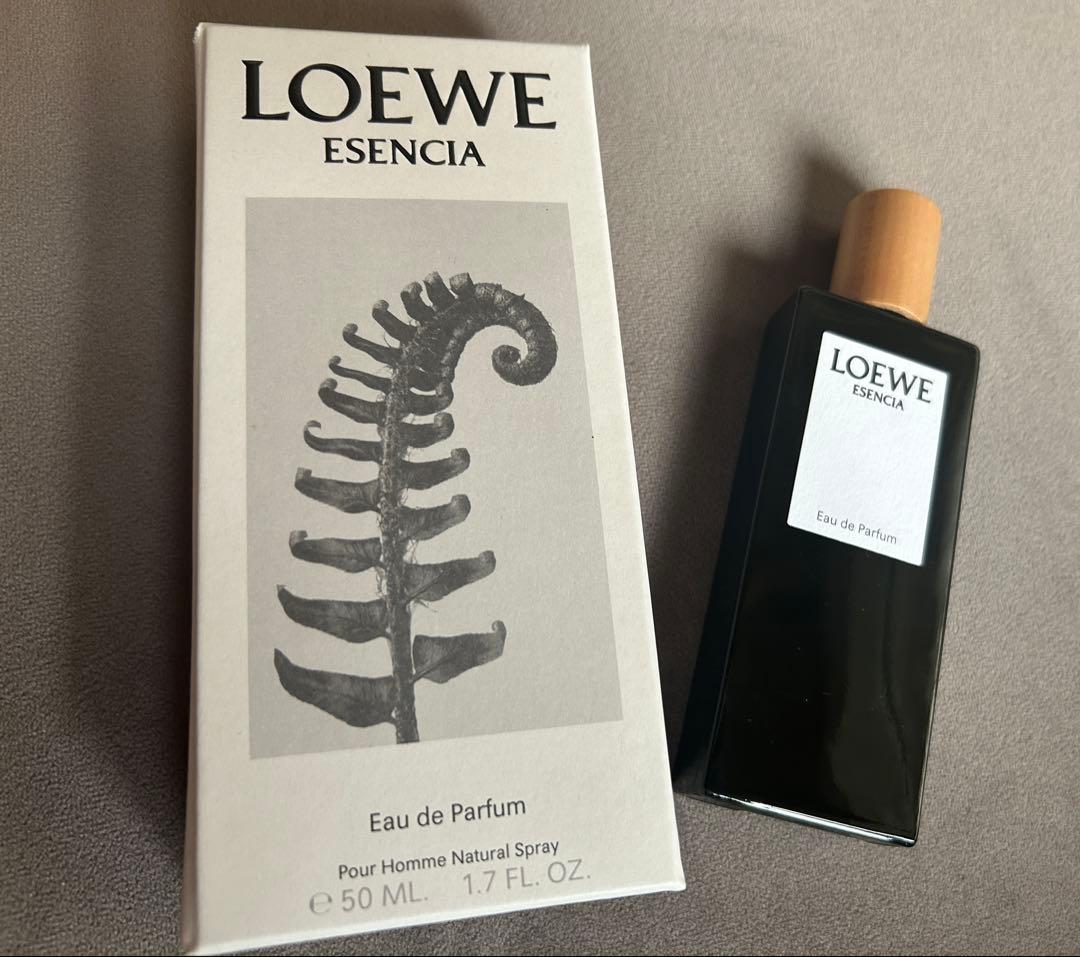 LOEWE
ESENCIA
Eau de Parfum
Pour Homme Natural Spray
℮ 50 ML. 1.7 FL. OZ.
LOEWE
ESENCIA
Eau de Parfum